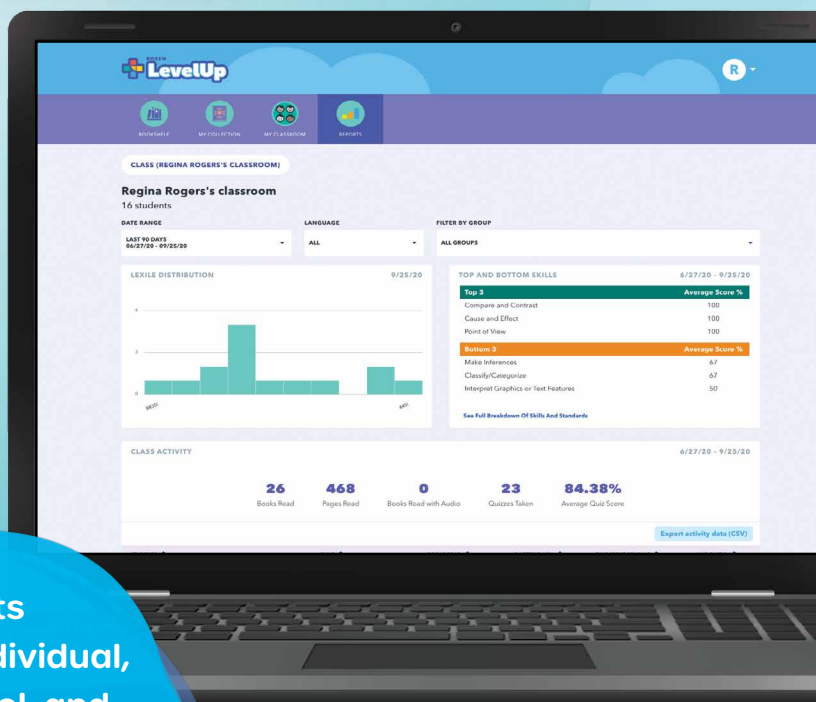 ROSEN
LevelUp
R
BOOKSHELF
MY COLLECTION
MY CLASSROOM
REPORTS
CLASS (REGINA ROGERS'S CLASSROOM)
Regina Rogers's classroom
16 students
DATE RANGE
LANGUAGE
FILTER BY GROUP
LAST 90 DAYS
06/27/20 - 09/25/20
ALL
ALL GROUPS
LEXILE DISTRIBUTION
9/25/20
4
2
0
BR20L
TOP AND BOTTOM SKILLS
6/27/20 - 9/25/20
Top 3 Average Score %
Compare and Contrast 100
Cause and Effect 100
Point of View 100
Bottom 3 Average Score %
Make Inferences 67
Classify/Categorize 67
Interpret Graphics or Text Features 50
See Full Breakdown Of Skills And Standards
CLASS ACTIVITY
6/27/20 - 9/25/20
26 468 0 23 84.38%
Books Read Pages Read Books Read with Audio Quizzes Taken Average Quiz Score
Export activity data (CSV)
ts
dividual,
and